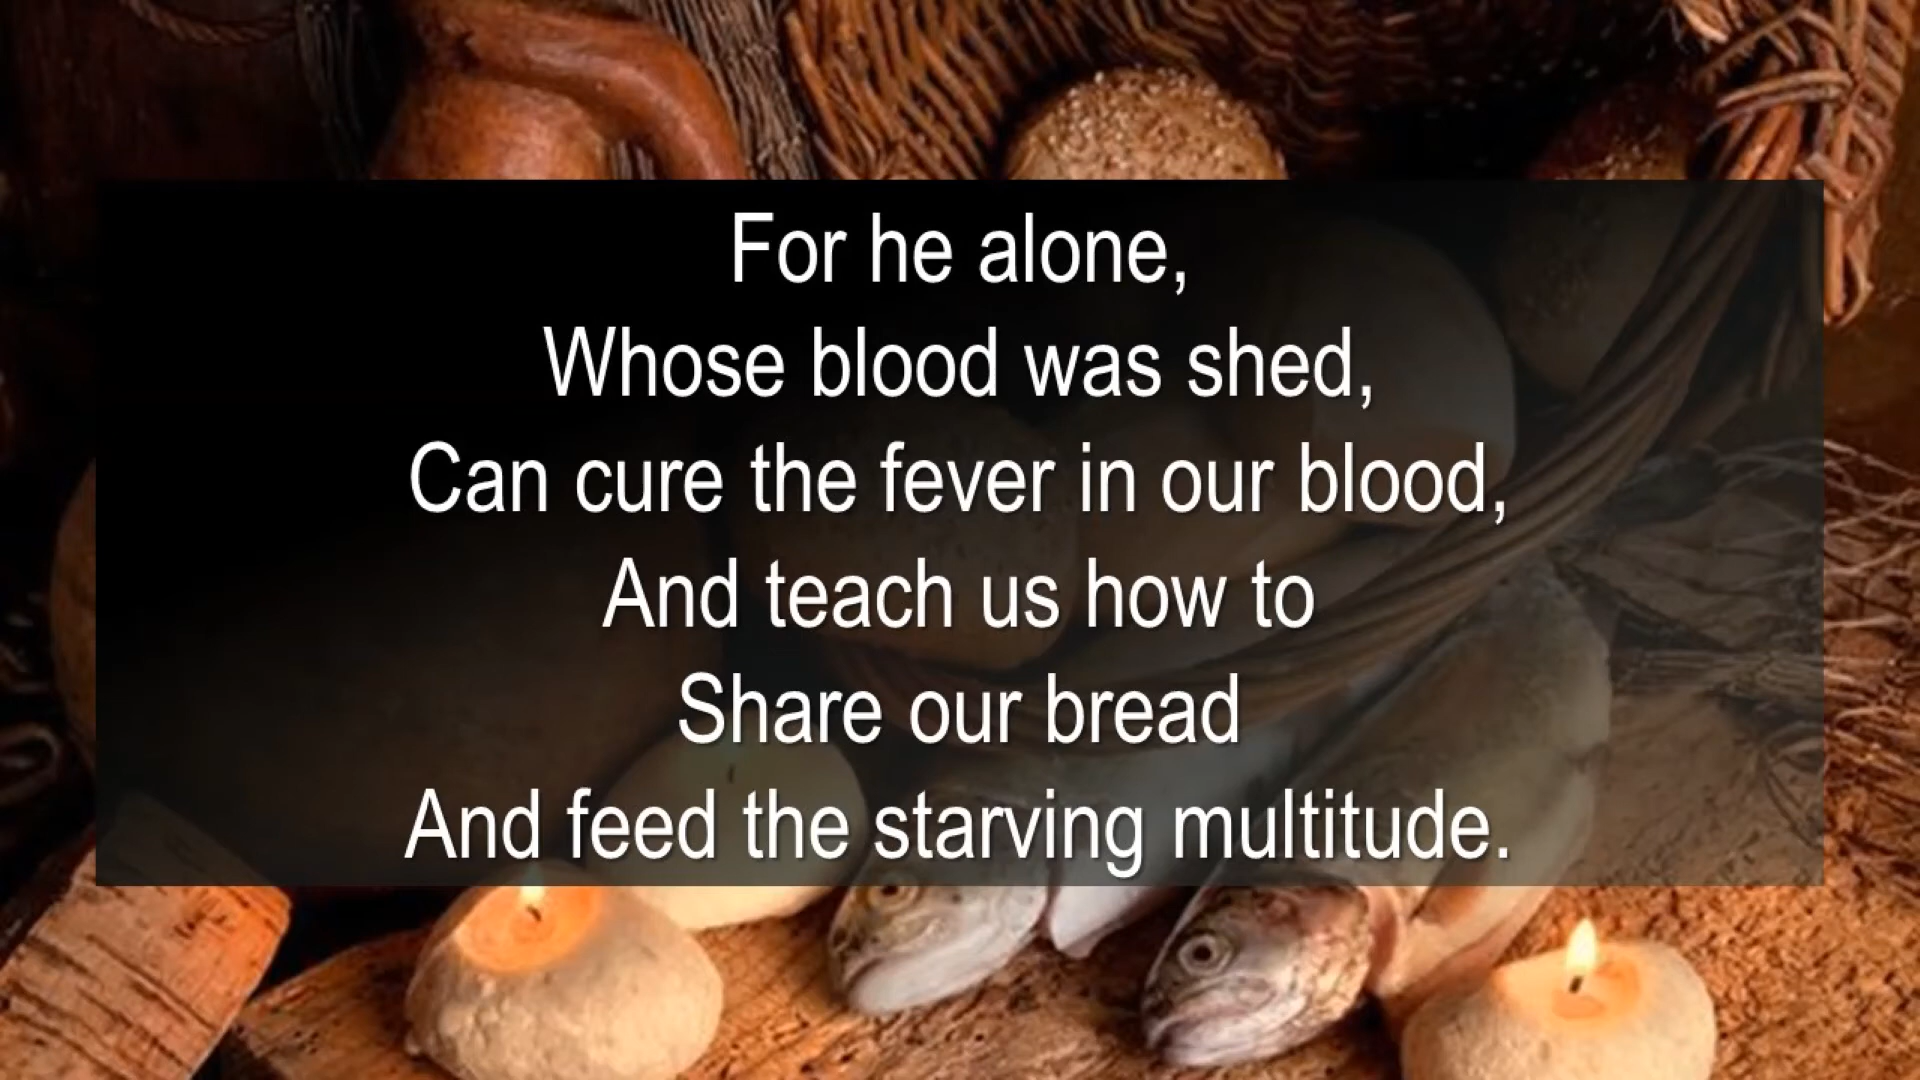 For he alone,
Whose blood was shed,
Can cure the fever in our blood,
And teach us how to
Share our bread
And feed the starving multitude.